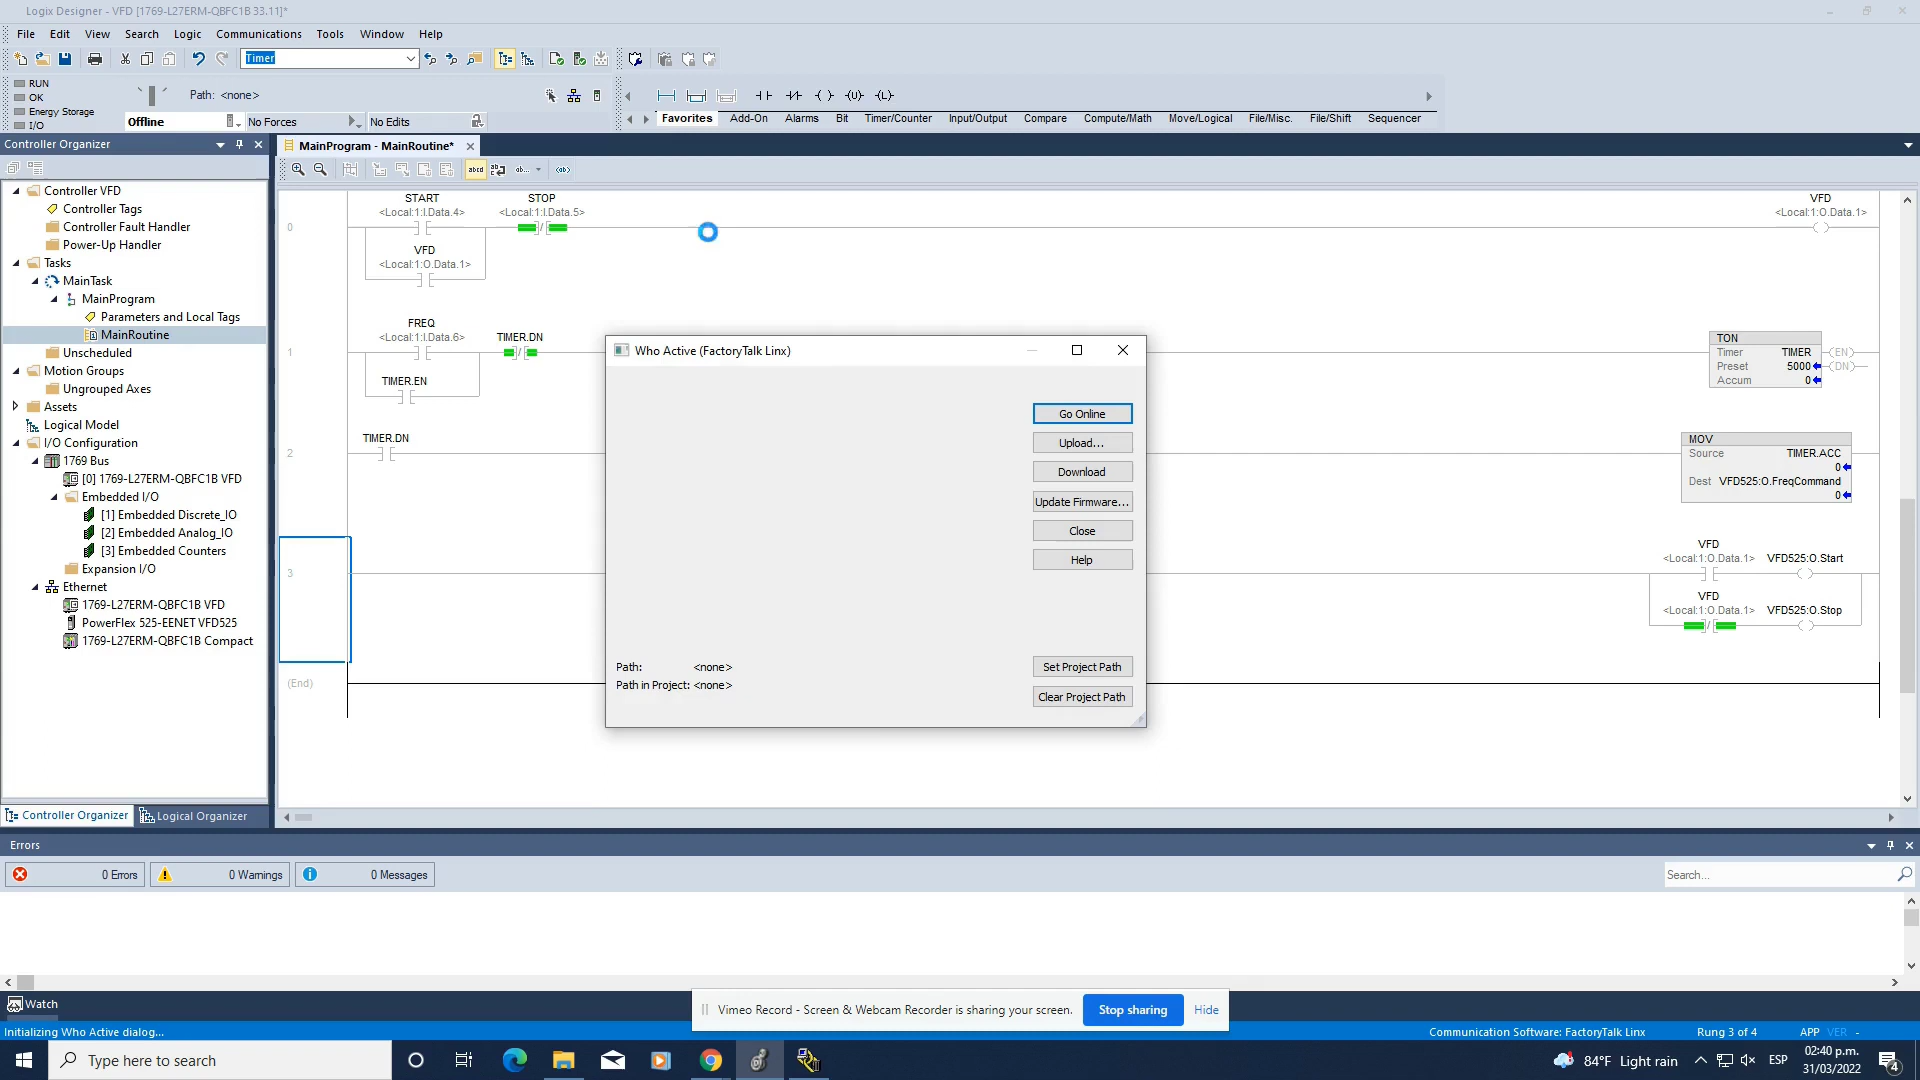 Logix Designer - VFD [1769-L27ERM-QBFC1B 33.11]*
File Edit View Search Logic Communications Tools Window Help
Timer
RUN
OK
Energy Storage
I/O
Path: <none>
Offline
No Forces
No Edits
Favorites Add-On Alarms Bit Timer/Counter Input/Output Compare Compute/Math Move/Logical File/Misc. File/Shift Sequencer
Controller Organizer
MainProgram - MainRoutine*
Controller VFD
Controller Tags
Controller Fault Handler
Power-Up Handler
Tasks
MainTask
MainProgram
Parameters and Local Tags
MainRoutine
Unscheduled
Motion Groups
Ungrouped Axes
Assets
Logical Model
I/O Configuration
1769 Bus
[0] 1769-L27ERM-QBFC1B VFD
Embedded I/O
[1] Embedded Discrete_IO
[2] Embedded Analog_IO
[3] Embedded Counters
Expansion I/O
Ethernet
1769-L27ERM-QBFC1B VFD
PowerFlex 525-EENET VFD525
1769-L27ERM-QBFC1B Compact
Controller Organizer
Logical Organizer
START
<Local:1:I.Data.4>
STOP
<Local:1:I.Data.5>
VFD
<Local:1:O.Data.1>
0
VFD
<Local:1:O.Data.1>
FREQ
<Local:1:I.Data.6>
TIMER.DN
1
TIMER.EN
TON
Timer TIMER
Preset 5000
Accum 0
(EN)
(DN)
TIMER.DN
2
MOV
Source TIMER.ACC
0
Dest VFD525:O.FreqCommand
0
3
VFD
<Local:1:O.Data.1>
VFD525:O.Start
VFD
<Local:1:O.Data.1>
VFD525:O.Stop
(End)
Who Active (FactoryTalk Linx)
Go Online
Upload...
Download
Update Firmware...
Close
Help
Path: <none>
Path in Project: <none>
Set Project Path
Clear Project Path
Errors
0 Errors
0 Warnings
0 Messages
Search...
Watch
Vimeo Record - Screen & Webcam Recorder is sharing your screen.
Stop sharing
Hide
Initializing Who Active dialog...
Communication Software: FactoryTalk Linx
Rung 3 of 4
APP VER
Type here to search
84°F Light rain
ESP
02:40 p.m.
31/03/2022
4